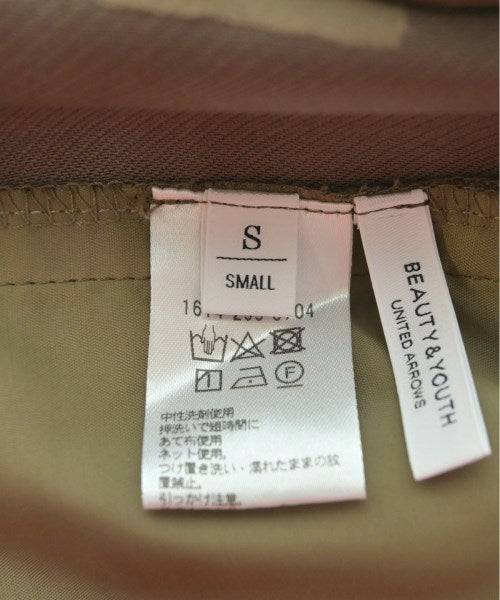 S
SMALL
04
中性洗剤使用
押洗いで短時間に
あて布使用
ネット使用。
つけ置き洗い・濡れたままの放
置厳止。
引っかけ注意。
BEAUTY & YOUTH
UNITED ARROWS